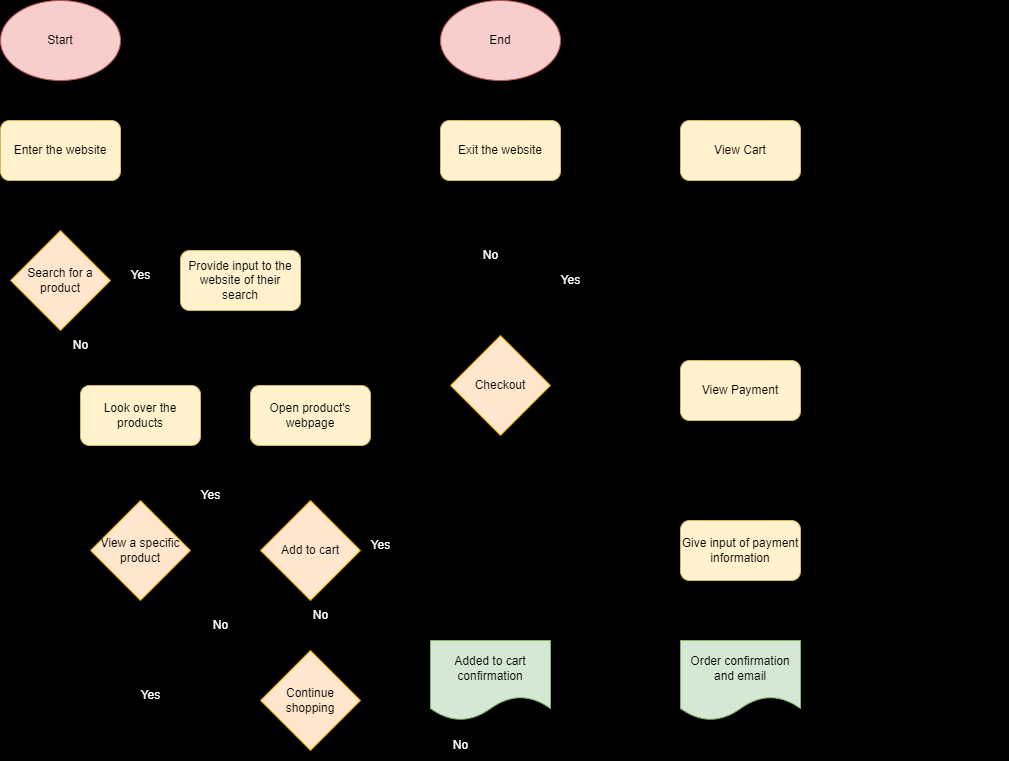 Start
End
Enter the website
Exit the website
View Cart
No
Search for a
product
Yes
Provide input to the
website of their
search
Yes
No
Checkout
View Payment
Look over the
products
Open product's
webpage
Yes
View a specific
product
Add to cart
Yes
Give input of payment
information
No
No
Added to cart
confirmation
Order confirmation
and email
Yes
Continue
shopping
No